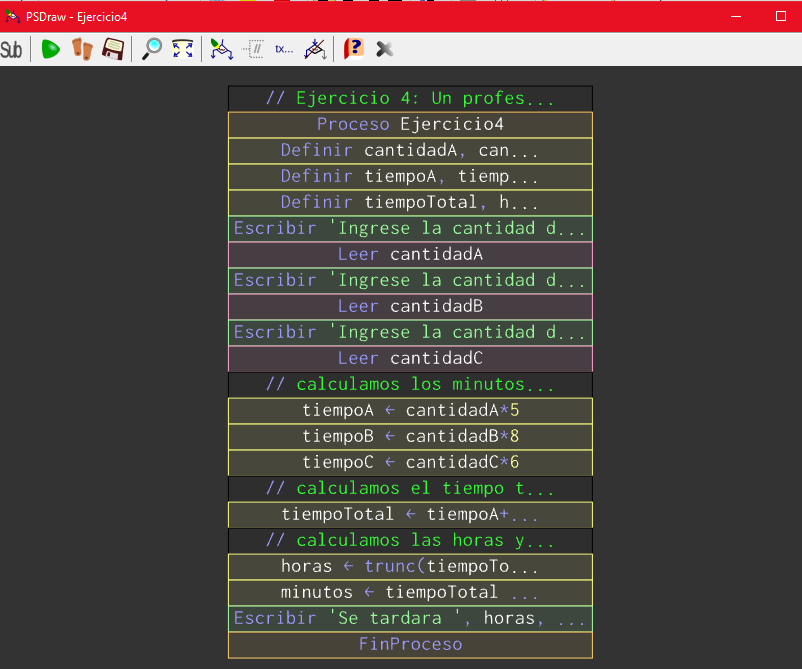 PSDraw - Ejercicio4
Sub // tx... ?
// Ejercicio 4: Un profes...
Proceso Ejercicio4
Definir cantidadA, can...
Definir tiempoA, tiemp...
Definir tiempoTotal, h...
Escribir 'Ingrese la cantidad d...
Leer cantidadA
Escribir 'Ingrese la cantidad d...
Leer cantidadB
Escribir 'Ingrese la cantidad d...
Leer cantidadC
// calculamos los minutos...
tiempoA ← cantidadA*5
tiempoB ← cantidadB*8
tiempoC ← cantidadC*6
// calculamos el tiempo t...
tiempoTotal ← tiempoA+...
// calculamos las horas y...
horas ← trunc(tiempoTo...
minutos ← tiempoTotal ...
Escribir 'Se tardara ', horas, ...
FinProceso